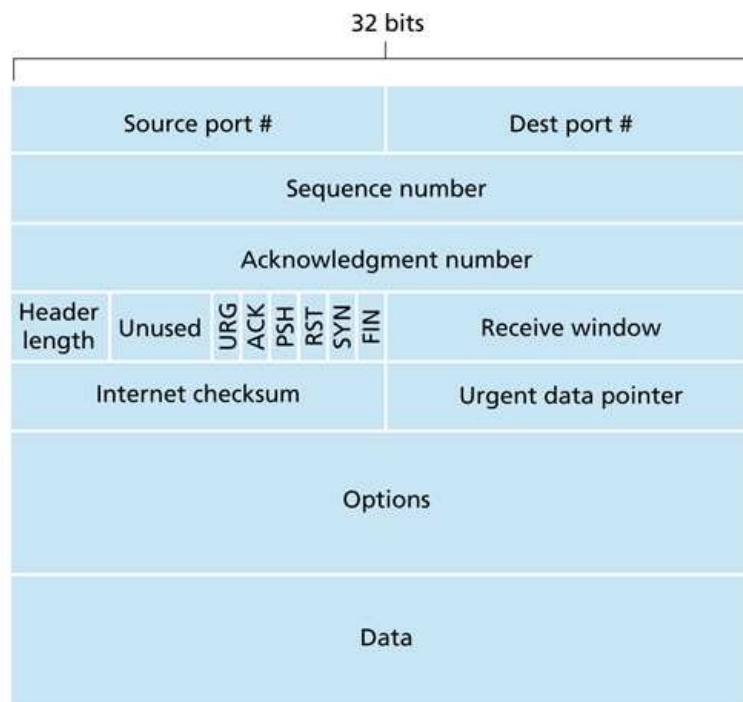 32 bits
Source port #
Dest port #
Sequence number
Acknowledgment number
Header
length
Unused
URG
ACK
PSH
RST
SYN
FIN
Receive window
Internet checksum
Urgent data pointer
Options
Data